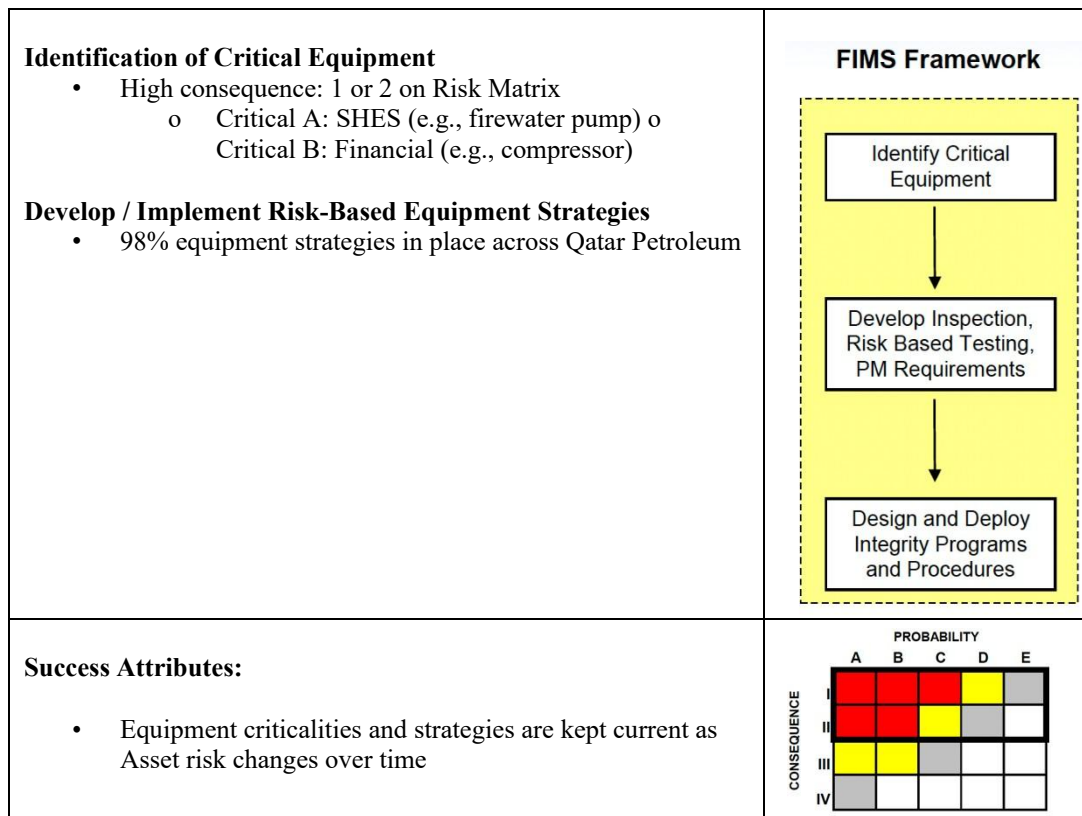 Identification of Critical Equipment
• High consequence: 1 or 2 on Risk Matrix
o Critical A: SHES (e.g., firewater pump) o
Critical B: Financial (e.g., compressor)
Develop / Implement Risk-Based Equipment Strategies
• 98% equipment strategies in place across Qatar Petroleum
FIMS Framework
Identify Critical
Equipment
Develop Inspection,
Risk Based Testing,
PM Requirements
Design and Deploy
Integrity Programs
and Procedures
Success Attributes:
• Equipment criticalities and strategies are kept current as
Asset risk changes over time
PROBABILITY
A B C D E
CONSEQUENCE
I
II
III
IV